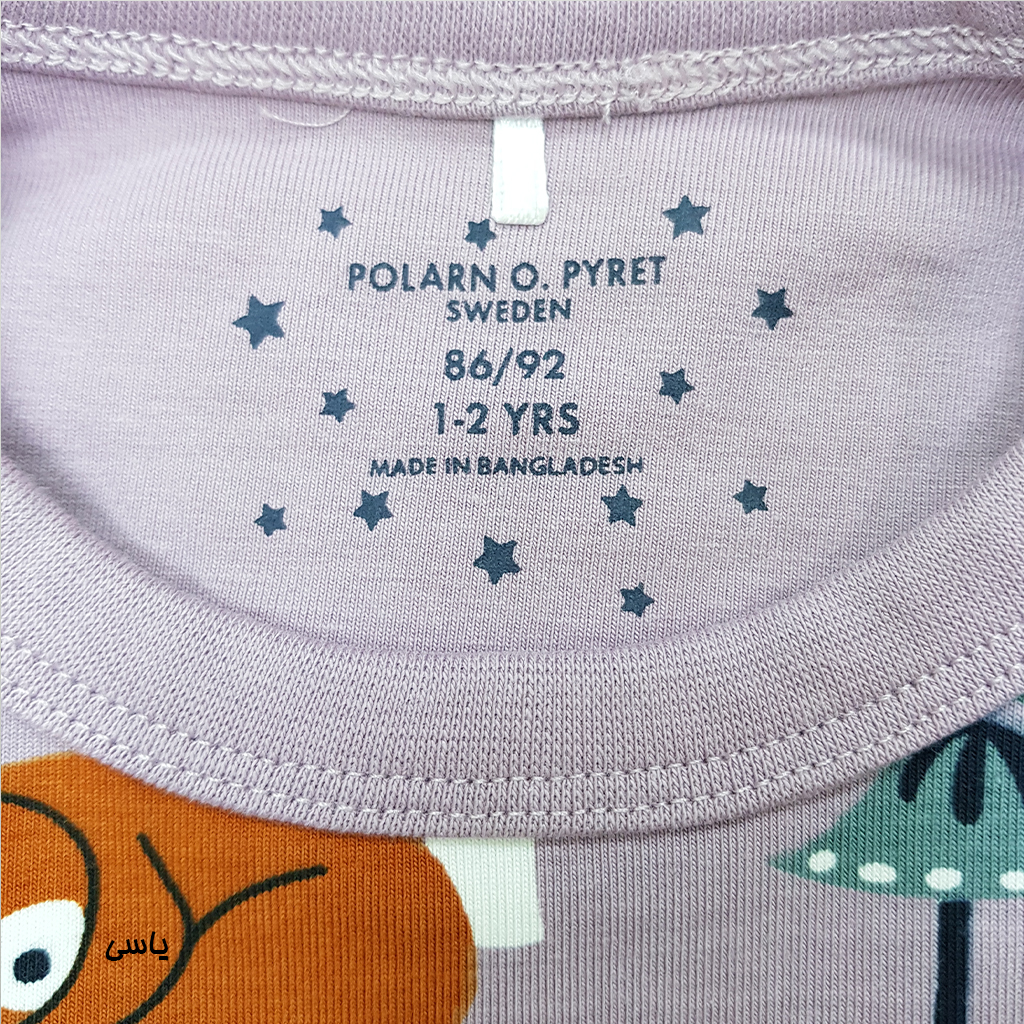 POLARN O. PYRET
SWEDEN
86/92
1-2 YRS
MADE IN BANGLADESH
یاسی